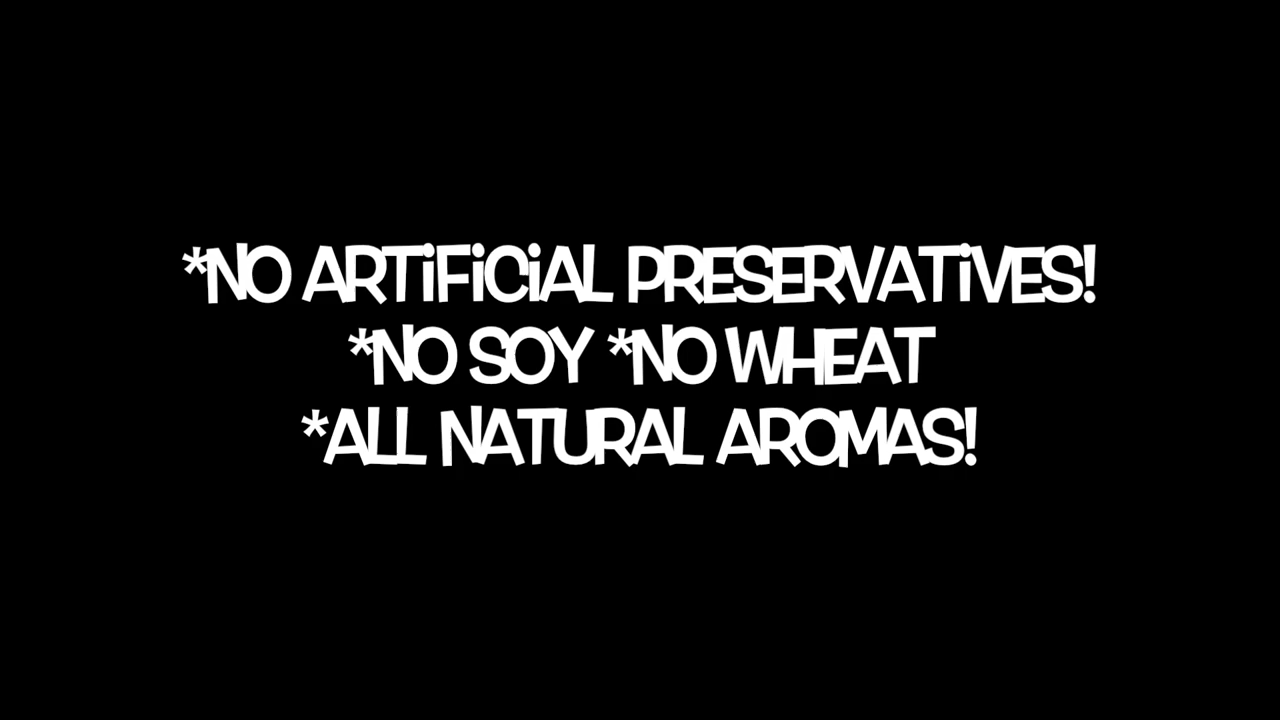 *NO ARTiFiCiAL PRESERVATiVES!
*NO SOY *NO WHEAT
*ALL NATURAL AROMAS!